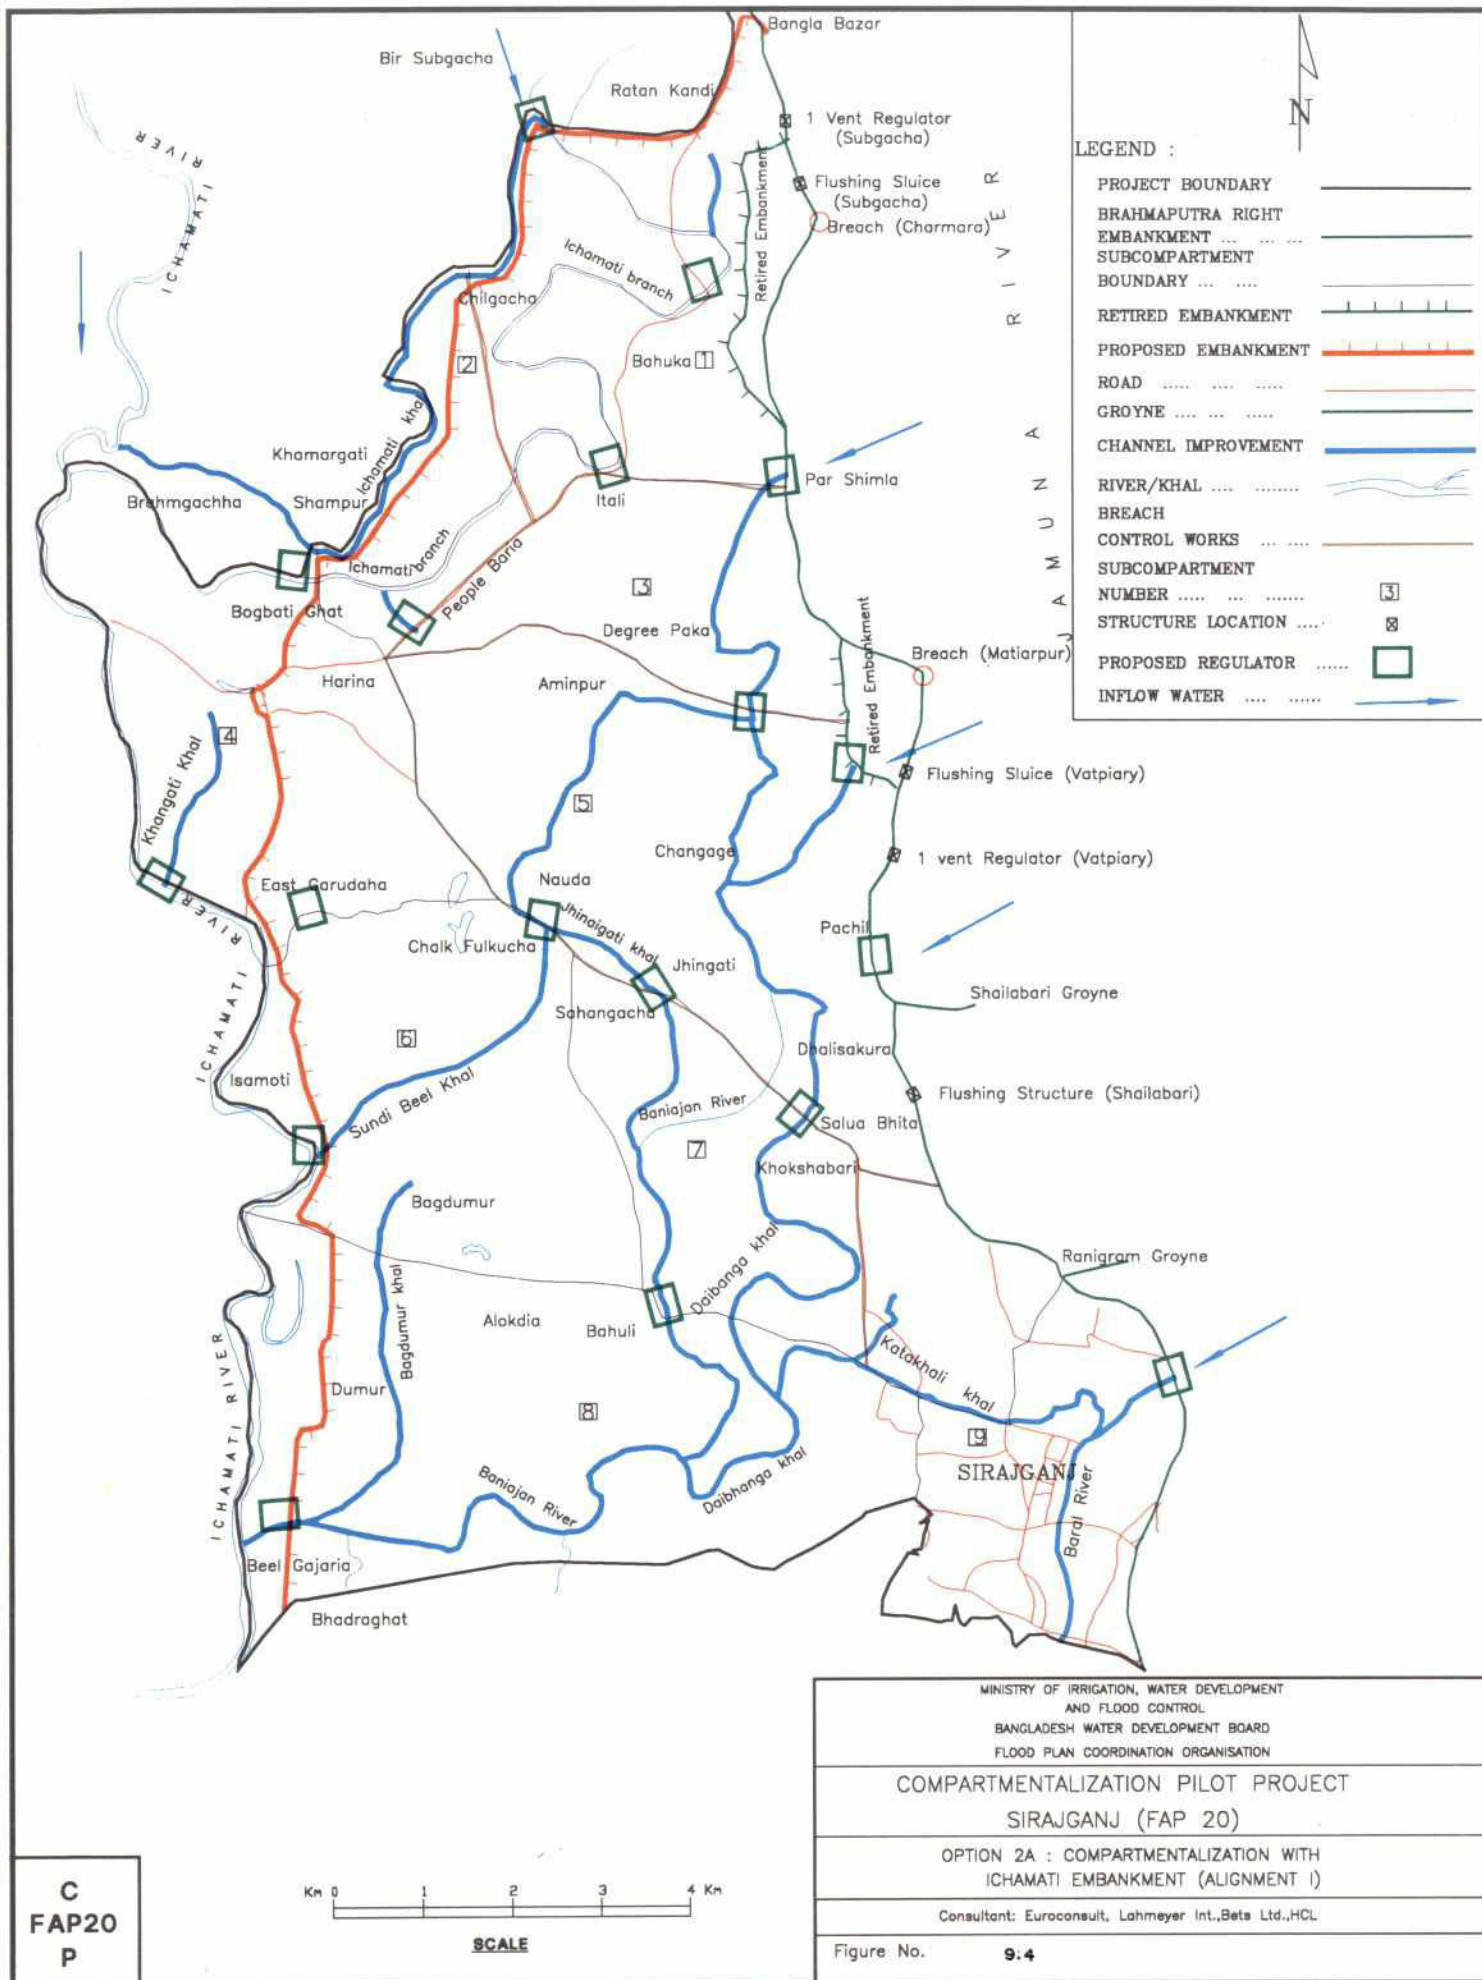 Bangla Bazar
Bir Subgacha
Ratan Kandi
1 Vent Regulator
(Subgacha)
Flushing Sluice
(Subgacha)
Breach (Charmara)
Retired Embankment
ICHAMATI RIVER
JAMUNA RIVER
Ichamati branch
Chilgacha
2
Bahuka 1
Khamargati
Ichamati khal
Brahmgachha
Shampur
Itali
Par Shimla
Ichamati branch
People Baria
3
Bogbati Ghat
Degree Paka
Retired Embankment
Breach (Matiarpur)
Harina
Aminpur
4
Khangati Khal
Flushing Sluice (Vatpiary)
5
Changage
1 vent Regulator (Vatpiary)
East Garudaha
Nauda
Jhinaigati khal
Pachil
Chalk Fulkucha
Jhingati
Shailabari Groyne
ICHAMATI RIVER
Sahangacha
6
Dhalisakura
Isamoti
Sundi Beel Khal
Flushing Structure (Shailabari)
Baniajan River
Salua Bhita
7
Khokshabari
Bagdumur
Ranigram Groyne
Daibanga khal
Bagdumur khal
Alokdia
Bahuli
Katakhali khal
ICHAMATI RIVER
Dumur
8
9
SIRAJGANJ
Baniajan River
Daibhanga khal
Baral River
Beel Gajaria
Bhadraghat
N
LEGEND :
PROJECT BOUNDARY
BRAHMAPUTRA RIGHT
EMBANKMENT ... ... ...
SUBCOMPARTMENT
BOUNDARY ... ....
RETIRED EMBANKMENT
PROPOSED EMBANKMENT
ROAD ..... .... .....
GROYNE .... ... .....
CHANNEL IMPROVEMENT
RIVER/KHAL .... ........
BREACH
CONTROL WORKS ... ....
SUBCOMPARTMENT
NUMBER ..... ... ....... 3
STRUCTURE LOCATION ....
PROPOSED REGULATOR ......
INFLOW WATER .... ......
MINISTRY OF IRRIGATION, WATER DEVELOPMENT
AND FLOOD CONTROL
BANGLADESH WATER DEVELOPMENT BOARD
FLOOD PLAN COORDINATION ORGANISATION
COMPARTMENTALIZATION PILOT PROJECT
SIRAJGANJ (FAP 20)
OPTION 2A : COMPARTMENTALIZATION WITH
ICHAMATI EMBANKMENT (ALIGNMENT I)
Consultant: Euroconsult, Lahmeyer Int.,Bets Ltd.,HCL
Figure No. 9.4
C
FAP20
P
Km 0 1 2 3 4 Km
SCALE